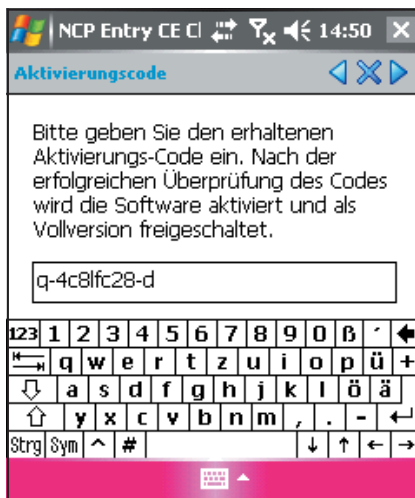 NCP Entry CE Cl 14:50
Aktivierungscode
Bitte geben Sie den erhaltenen
Aktivierungs-Code ein. Nach der
erfolgreichen Überprüfung des Codes
wird die Software aktiviert und als
Vollversion freigeschaltet.
q-4c8lfc28-d
123 1 2 3 4 5 6 7 8 9 0 ß ´
q w e r t z u i o p ü +
a s d f g h j k l ö ä
y x c v b n m , . -
Strg Sym ^ # ↓ ↑ ← →